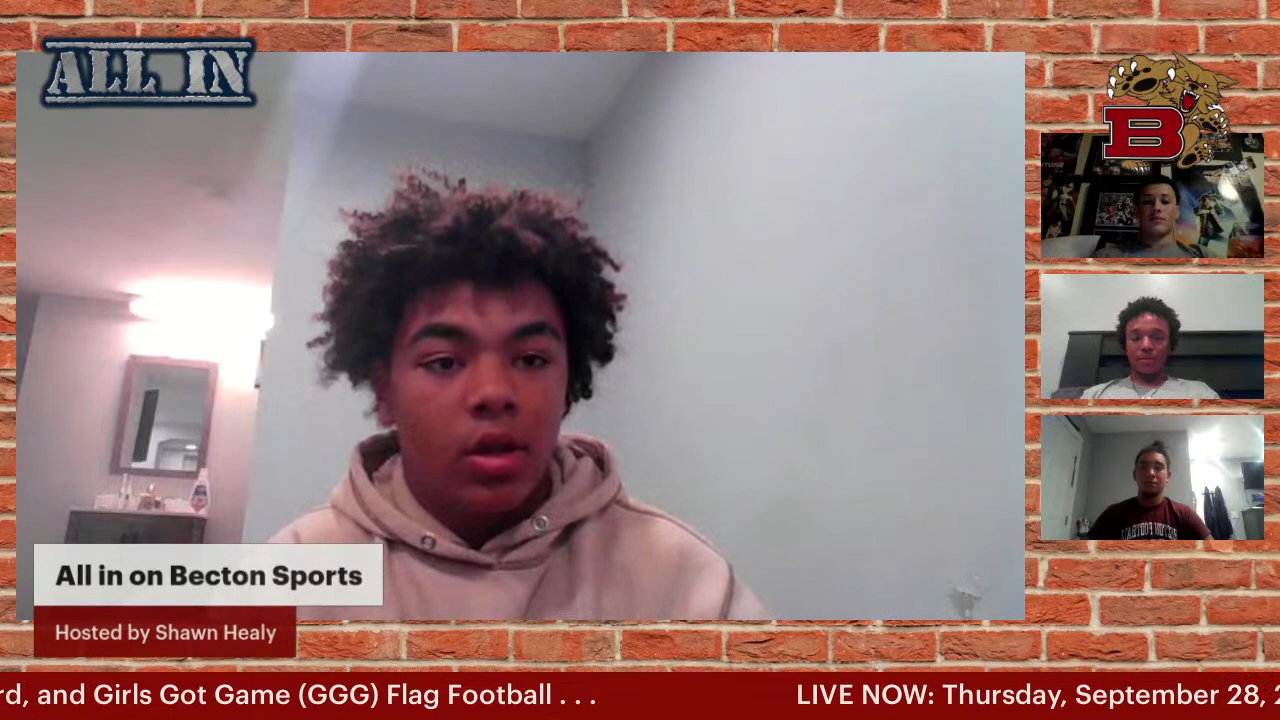 ALL IN
B
All in on Becton Sports
Hosted by Shawn Healy
rd, and Girls Got Game (GGG) Flag Football . . .
LIVE NOW: Thursday, September 28, 2